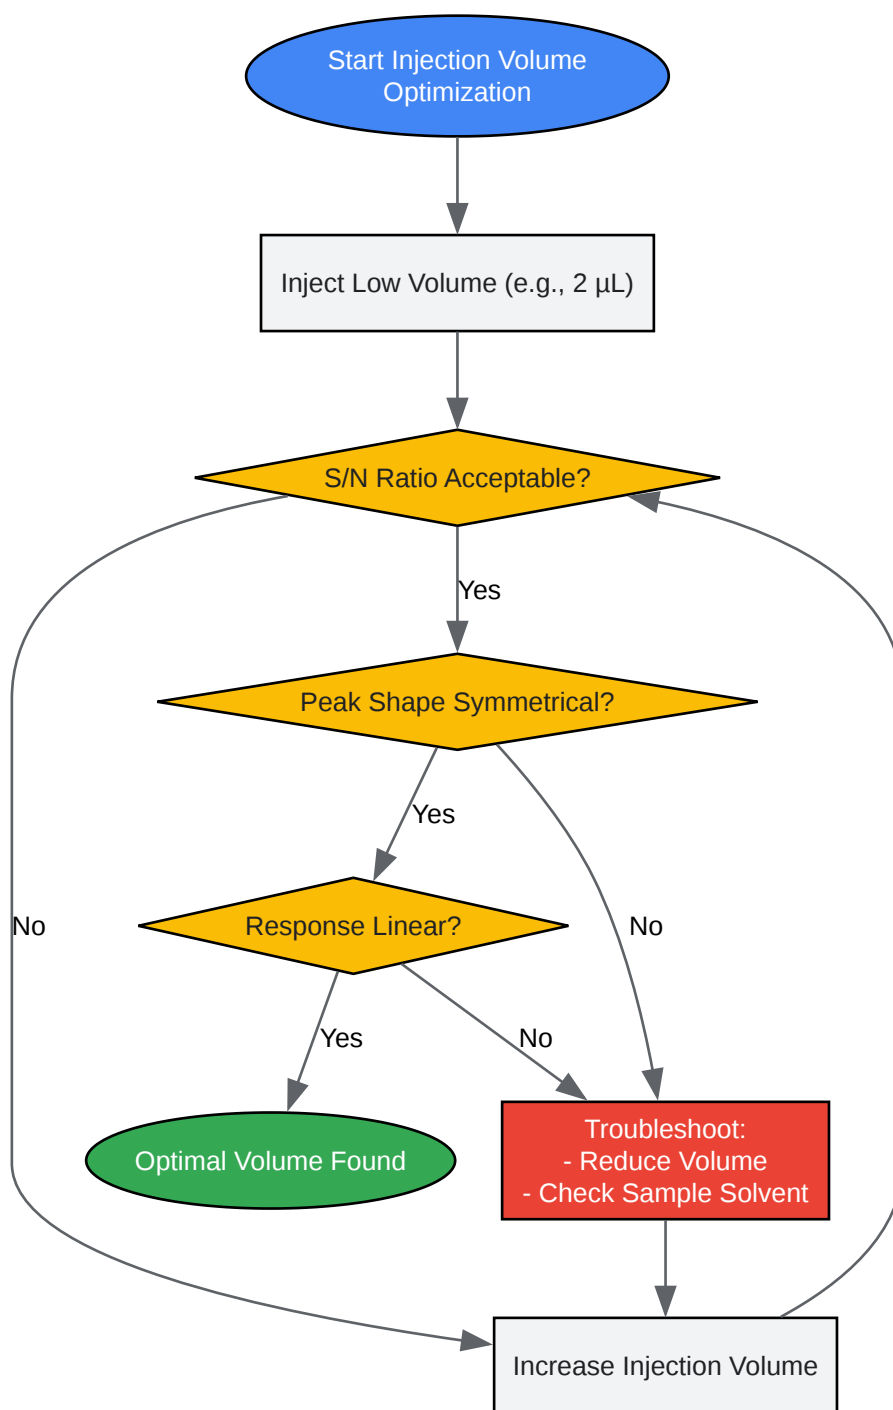 Start Injection Volume
Optimization
Inject Low Volume (e.g., 2 µL)
S/N Ratio Acceptable?
Yes
Peak Shape Symmetrical?
Yes
No
Response Linear?
No
Yes
No
Optimal Volume Found
Troubleshoot:
- Reduce Volume
- Check Sample Solvent
Increase Injection Volume